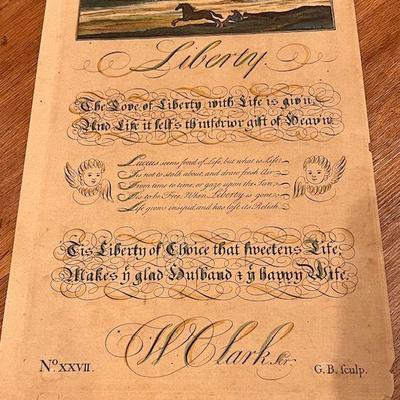 Liberty.
The Love of Liberty with Life is giv'n,
And Life it self's th'inferior gift of Heav'n.
Lucius seems fond of Life, but what is Life?
'Tis not to stalk about, and draw fresh Air
From time to time, or gaze upon the Sun
'Tis to be Free. When Liberty is gone,
Life grows insipid, and has lost its Relish.
'Tis Liberty of Choice that sweetens Life,
Makes ẏ glad Husband & ẏ happy Wife.
W. Clark Scr.
No. XXVII.
G. B. sculp.